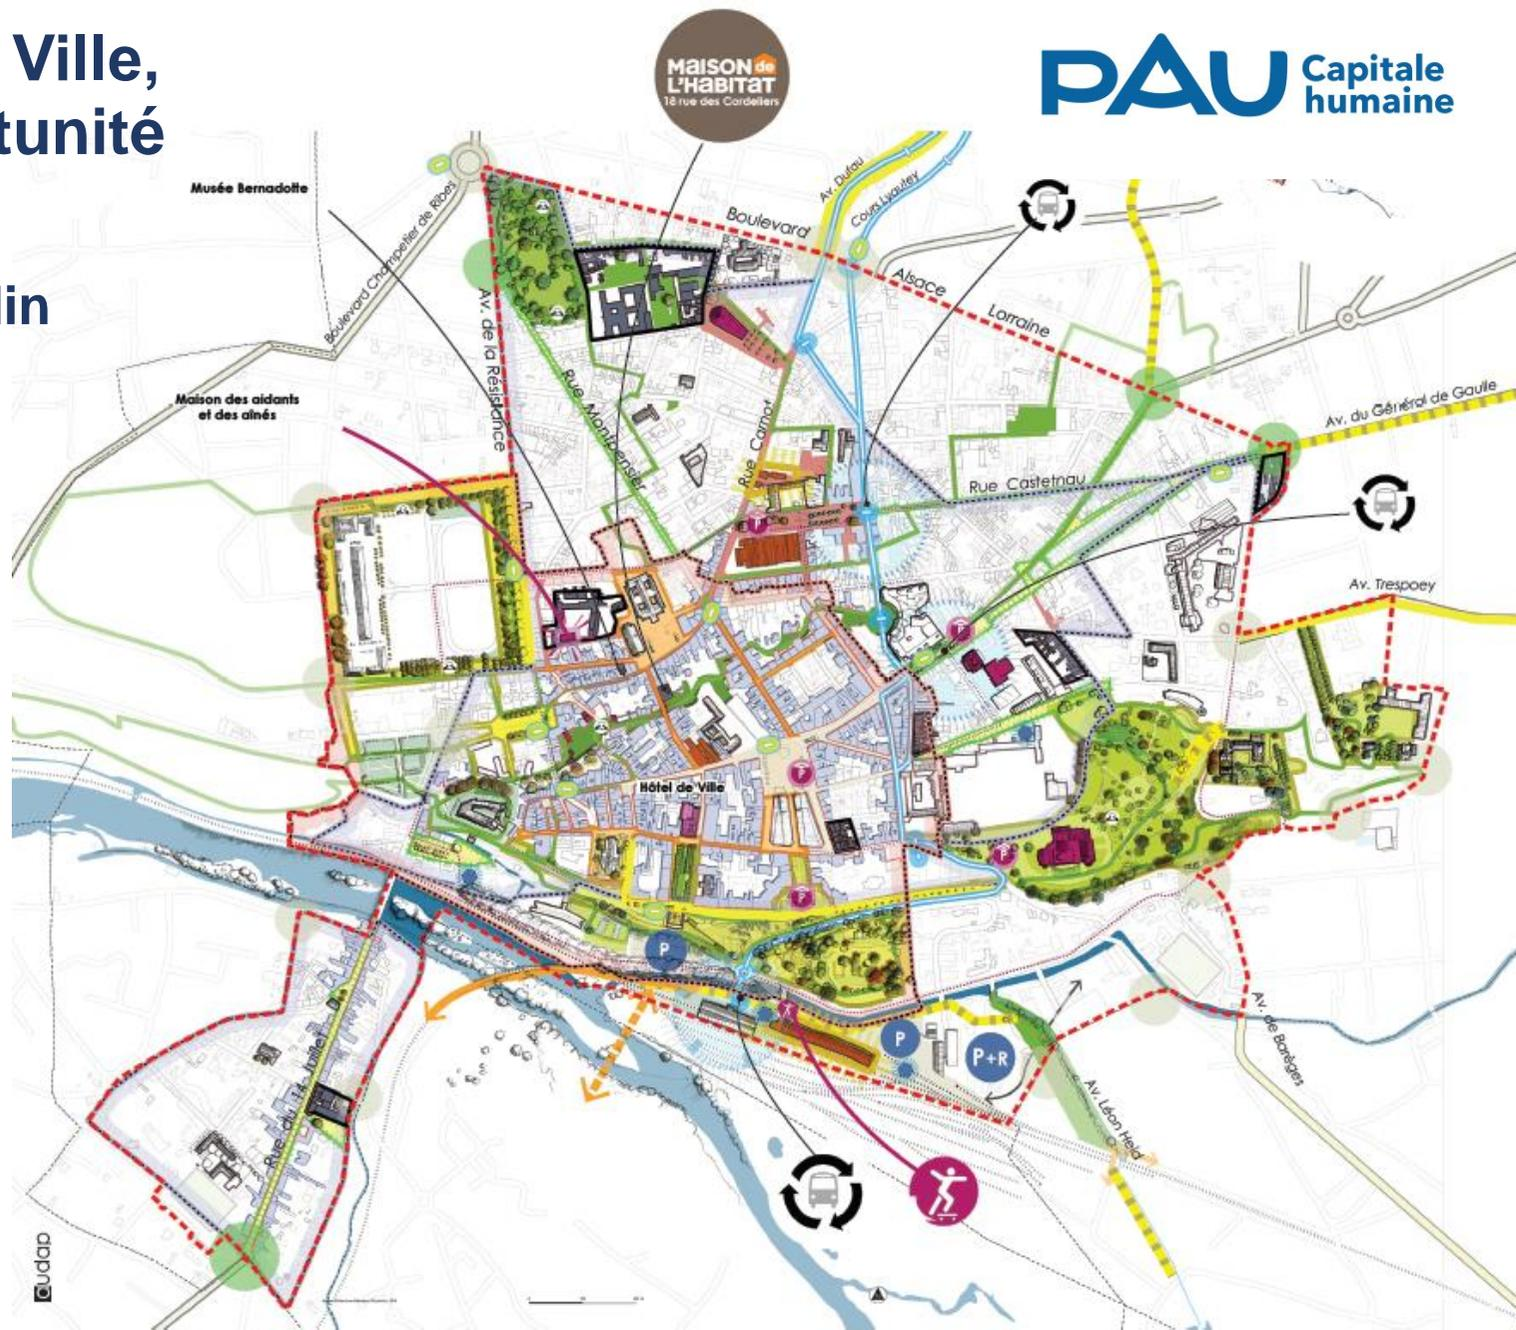 Ville,
tunité
lin
MAISON de
L'HABITAT
18 rue des Cordeliers
PAU Capitale
humaine
Musée Bernadotte
Boulevard Champetier de Ribes
Av. Dufau
Cours Lyautey
Boulevard
Alsace
Lorraine
Av. de la Résistance
Maison des aidants
et des aînés
Rue Montpensier
Rue Carnot
Rue Castetnau
Av. du Général de Gaulle
Av. Trespoey
Hôtel de Ville
P
P
P
P
P
P
P
P+R
Av. de Barèges
Av. Léon Heid
Rue du 14 Juillet
audap